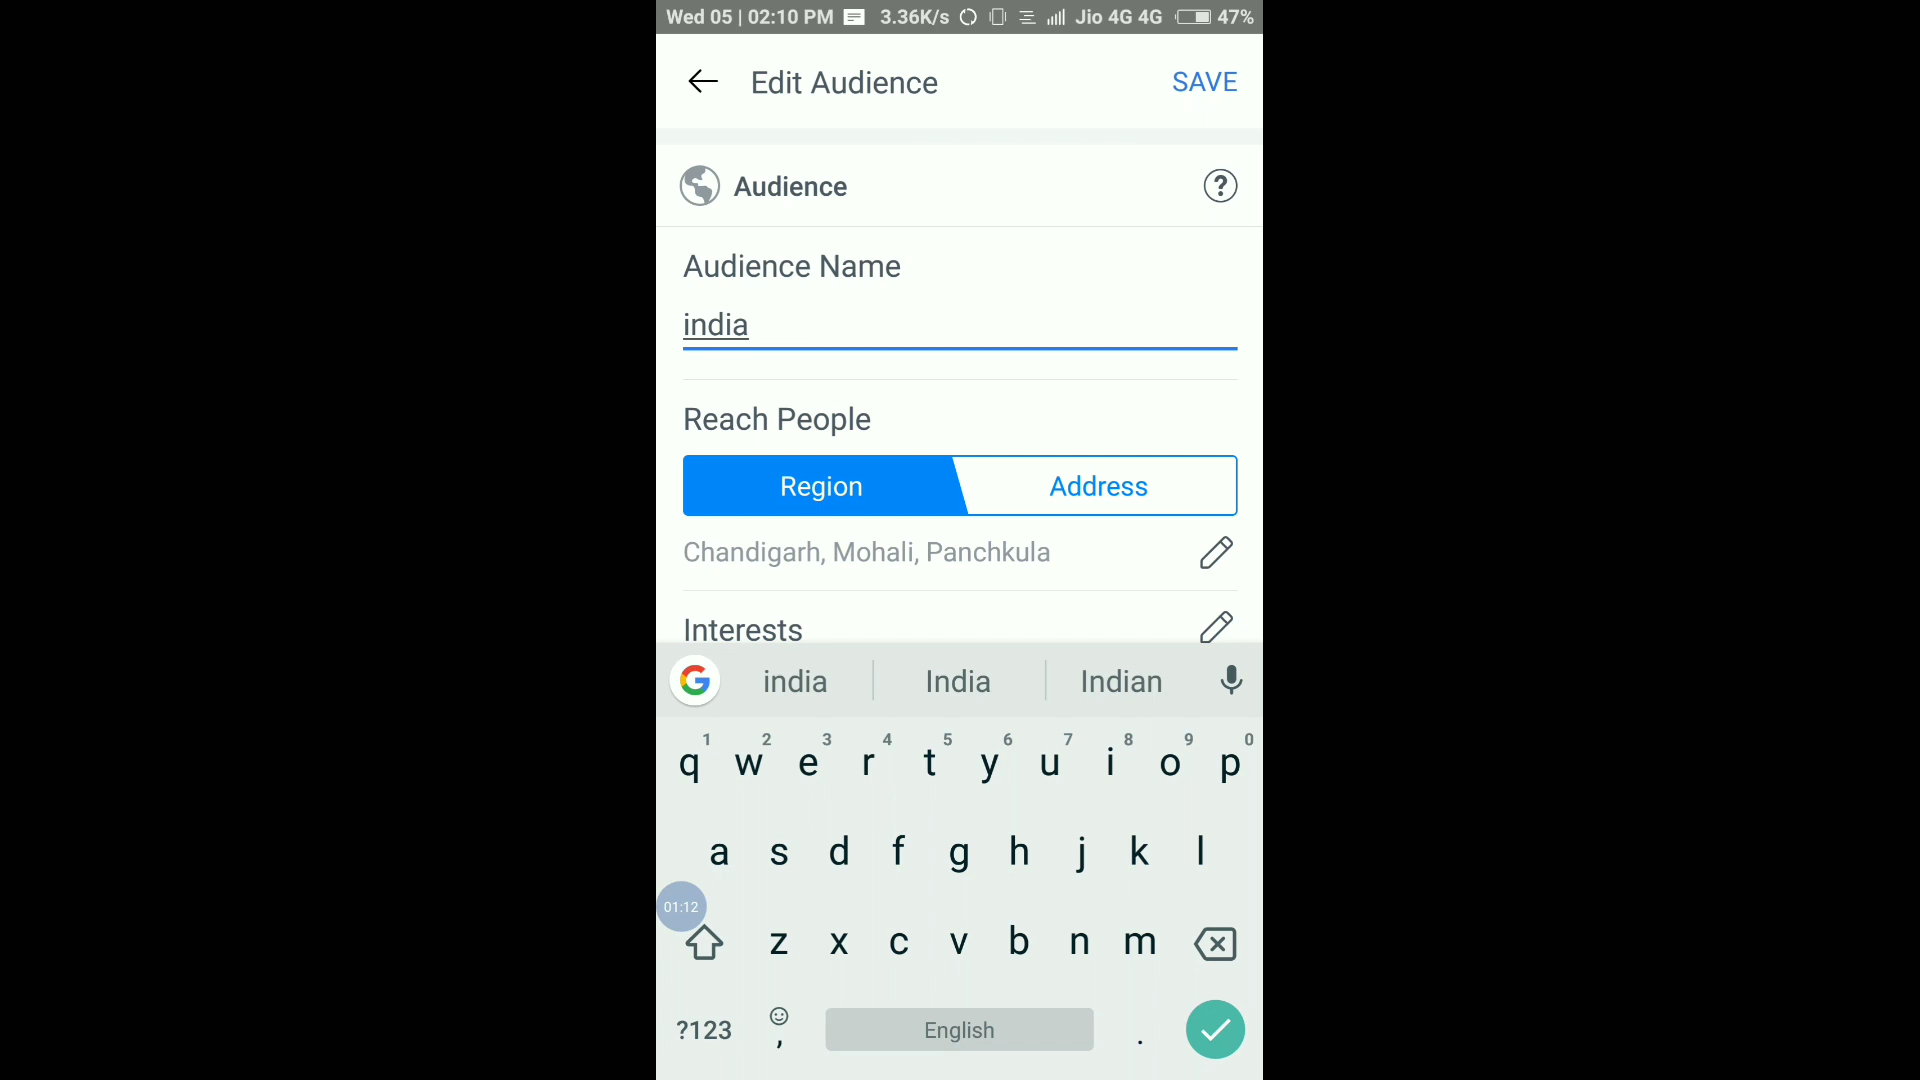 Wed 05 | 02:10 PM 3.36K/s Jio 4G 4G 47%
Edit Audience SAVE
Audience ?
Audience Name
india
Reach People
Region Address
Chandigarh, Mohali, Panchkula
Interests
G india India Indian
1 2 3 4 5 6 7 8 9 0
q w e r t y u i o p
a s d f g h j k l
01:12
z x c v b n m
?123 , English .